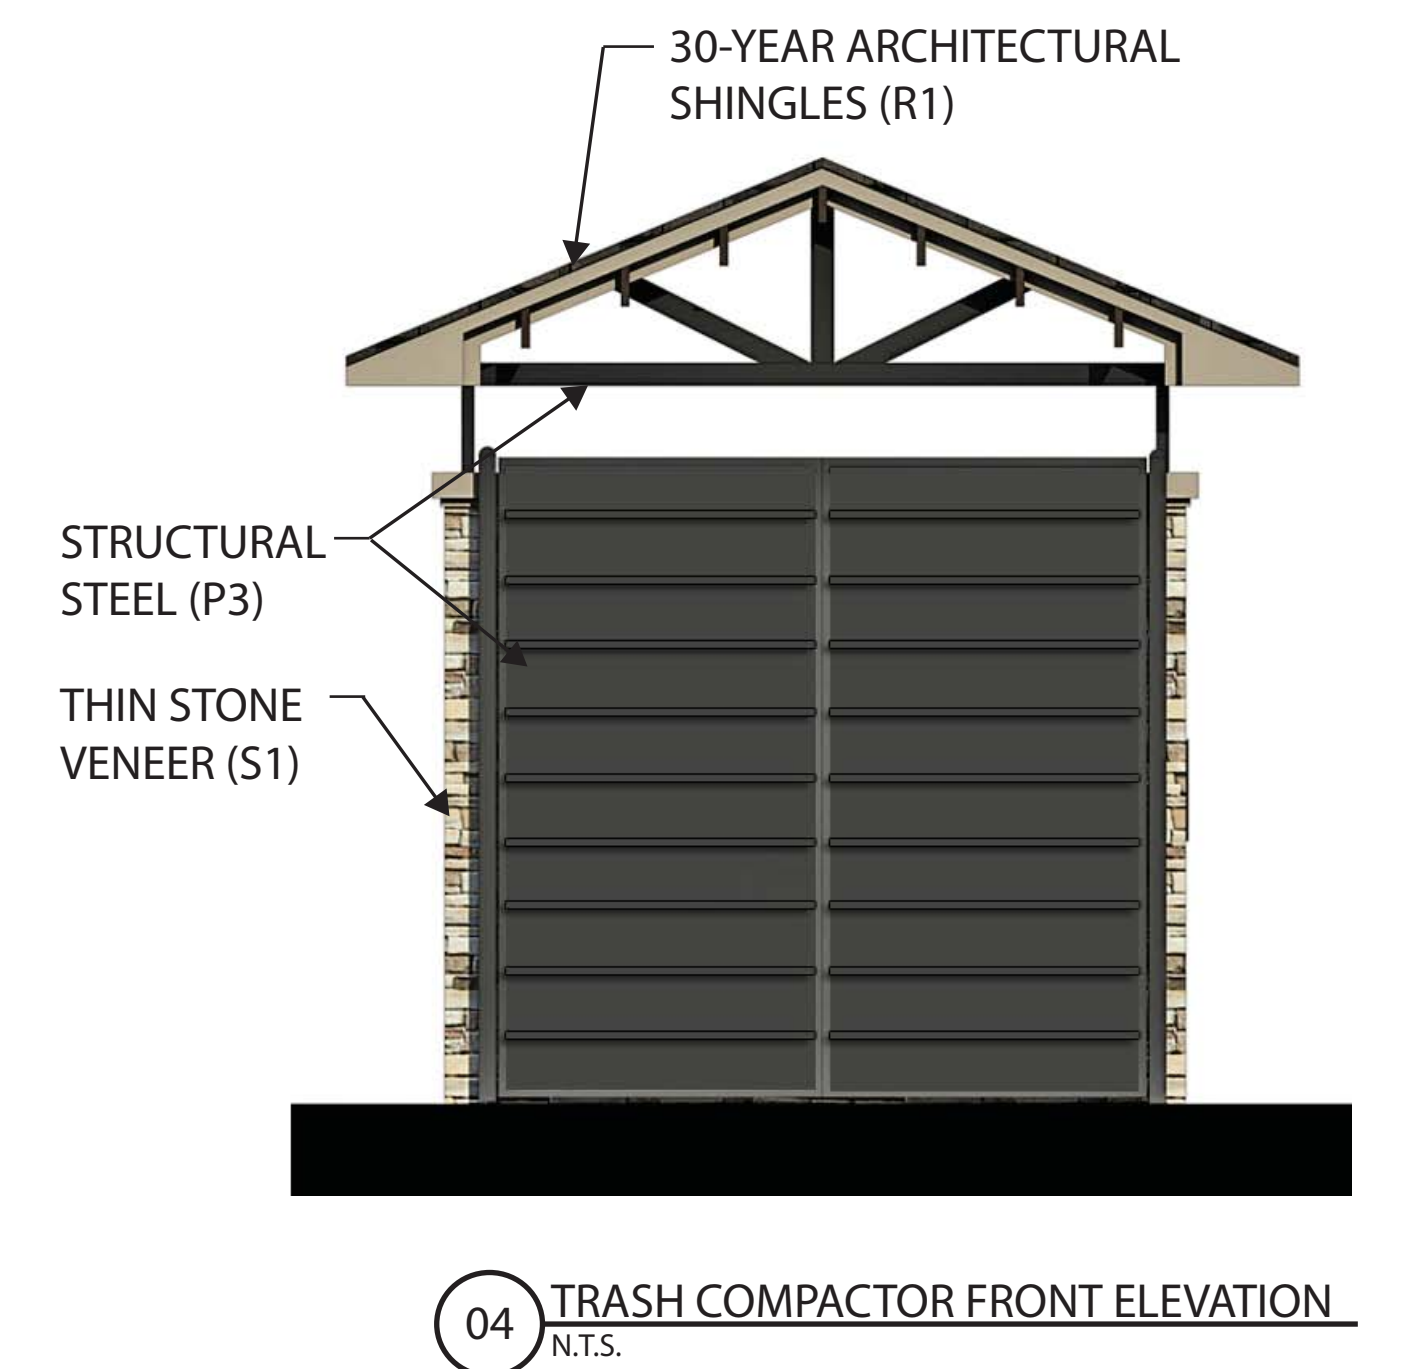 30-YEAR ARCHITECTURAL
SHINGLES (R1)
STRUCTURAL
STEEL (P3)
THIN STONE
VENEER (S1)
04
TRASH COMPACTOR FRONT ELEVATION
N.T.S.